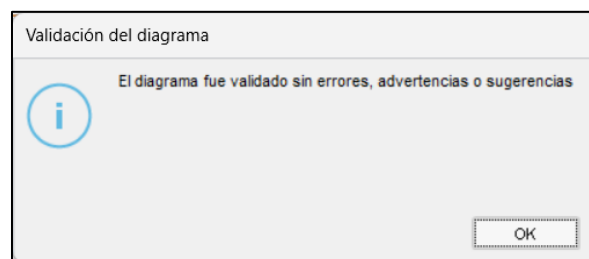 Validación del diagrama
El diagrama fue validado sin errores, advertencias o sugerencias
OK